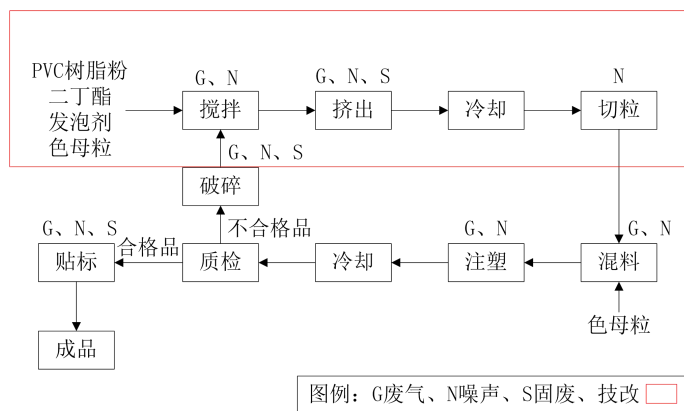 PVC树脂粉
二丁酯
发泡剂
色母粒
G、N
搅拌
G、N、S
挤出
冷却
N
切粒
G、N、S
破碎
不合格品
G、N、S
贴标
合格品
质检
冷却
G、N
注塑
G、N
混料
色母粒
成品
图例：G废气、N噪声、S固废、技改